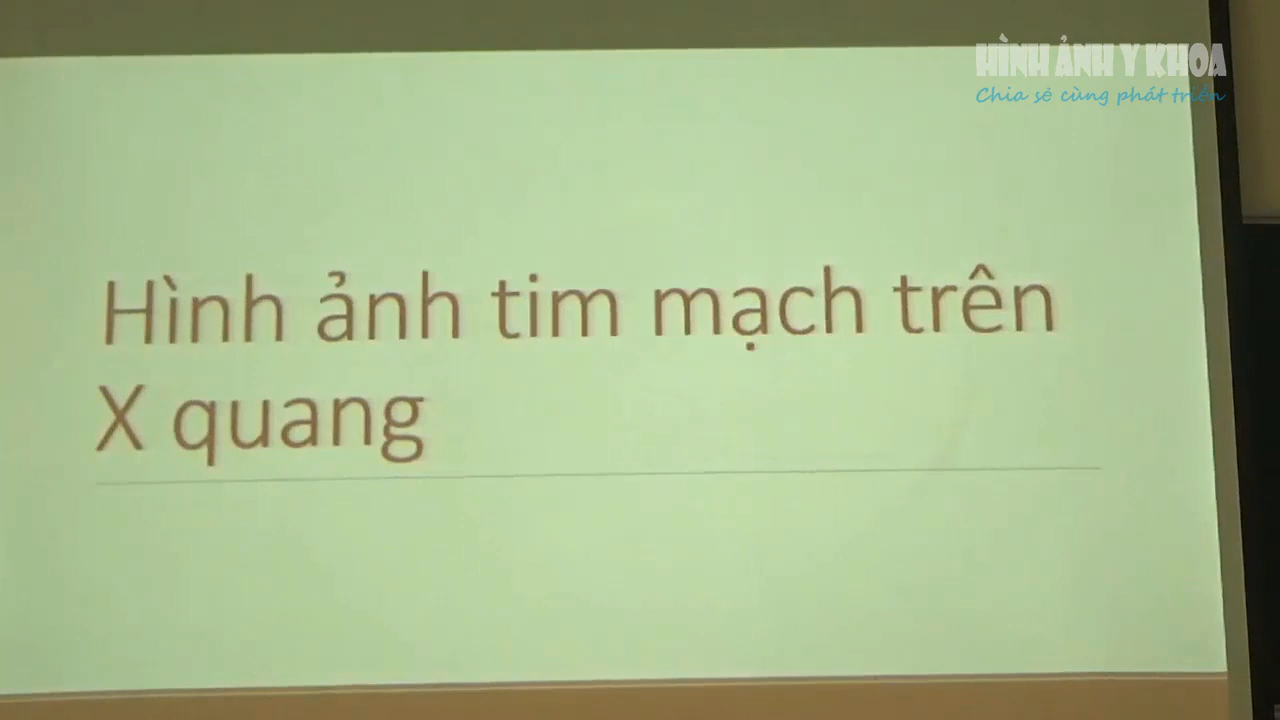 HÌNH ẢNH Y KHOA
Chia sẻ cùng phát triển
Hình ảnh tim mạch trên
X quang